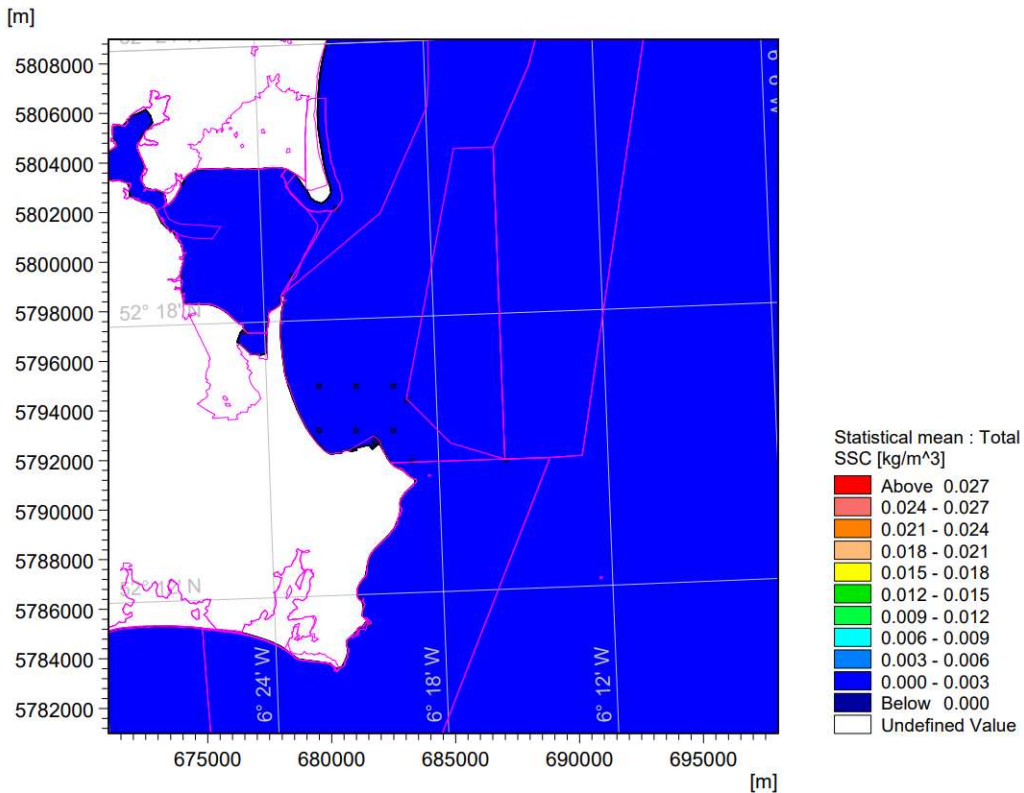 [m]
5808000
5806000
5804000
5802000
5800000
5798000
52° 18' N
5796000
5794000
5792000
5790000
5788000
5786000
5784000
5782000
6° 24' W
6° 18' W
6° 12' W
675000
680000
685000
690000
695000
[m]
Statistical mean : Total
SSC [kg/m^3]
Above 0.027
0.024 - 0.027
0.021 - 0.024
0.018 - 0.021
0.015 - 0.018
0.012 - 0.015
0.009 - 0.012
0.006 - 0.009
0.003 - 0.006
0.000 - 0.003
Below 0.000
Undefined Value